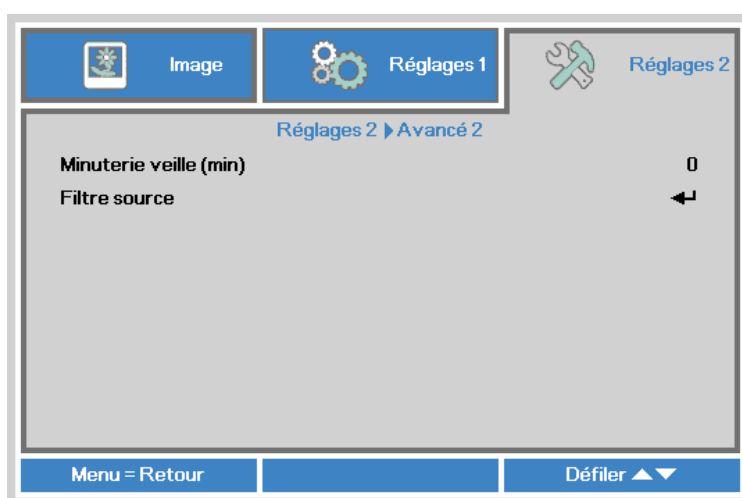 Image
Réglages 1
Réglages 2
Réglages 2 ▶ Avancé 2
Minuterie veille (min) 0
Filtre source
Menu = Retour
Défiler ▲▼